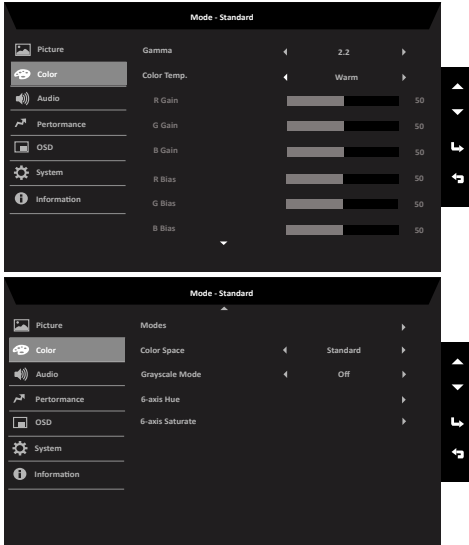 Mode - Standard
Picture
Gamma 2.2
Color
Color Temp. Warm
Audio
R Gain 50
Pertormance
G Gain 50
OSD
B Gain 50
System
R Bias 50
Information
G Bias 50
B Bias 50
Mode - Standard
Picture
Modes
Color
Color Space Standard
Audio
Grayscale Mode Off
Pertormance
6-axis Hue
OSD
6-axis Saturate
System
Information